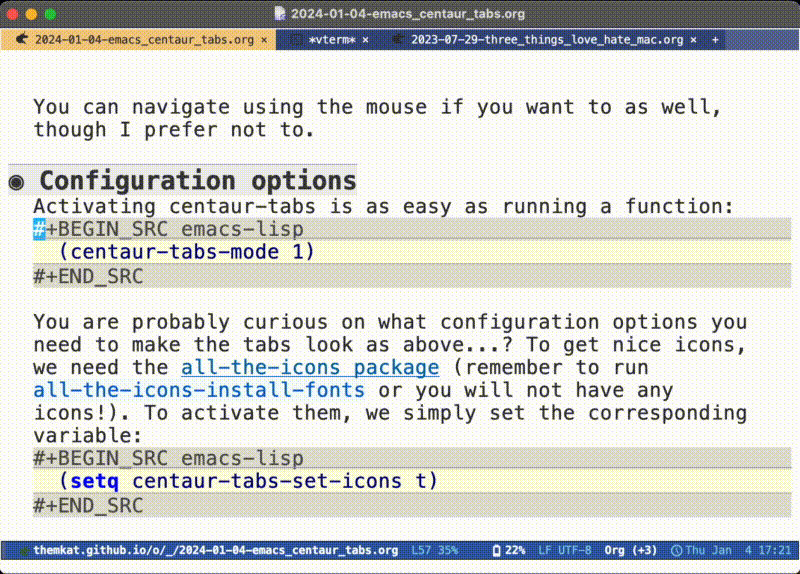 2024-01-04-emacs_centaur_tabs.org
2024-01-04-emacs_centaur_tabs.org × *vterm* × 2023-07-29-three_things_love_hate_mac.org × +
You can navigate using the mouse if you want to as well,
though I prefer not to.
◉ Configuration options
Activating centaur-tabs is as easy as running a function:
#+BEGIN_SRC emacs-lisp
(centaur-tabs-mode 1)
#+END_SRC
You are probably curious on what configuration options you
need to make the tabs look as above...? To get nice icons,
we need the all-the-icons package (remember to run
all-the-icons-install-fonts or you will not have any
icons!). To activate them, we simply set the corresponding
variable:
#+BEGIN_SRC emacs-lisp
(setq centaur-tabs-set-icons t)
#+END_SRC
themkat.github.io/o/_/2024-01-04-emacs_centaur_tabs.org L57 35% 22% LF UTF-8 Org (+3) Thu Jan 4 17:21